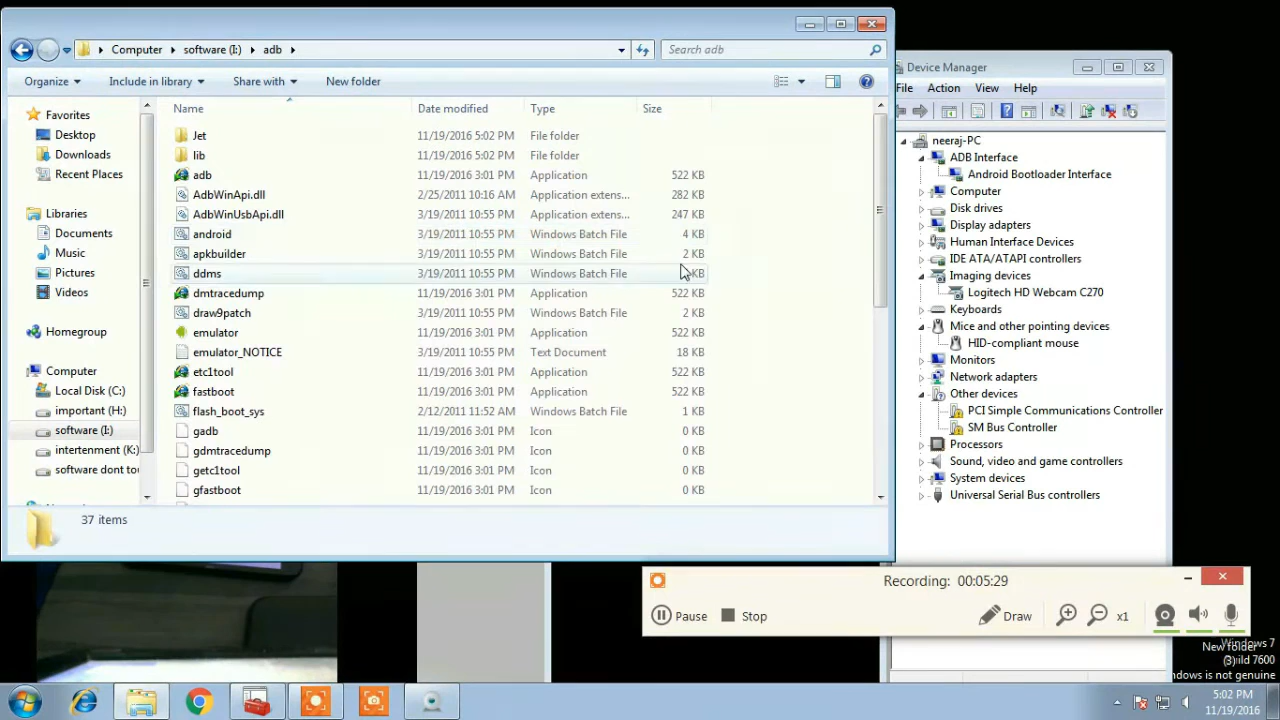 Computer software (I:) adb
Search adb
Organize Include in library Share with New folder
Name Date modified Type Size
Favorites
Desktop
Downloads
Recent Places
Libraries
Documents
Music
Pictures
Videos
Homegroup
Computer
Local Disk (C:)
important (H:)
software (I:)
intertenment (K:)
software dont to
Jet 11/19/2016 5:02 PM File folder
lib 11/19/2016 5:02 PM File folder
adb 11/19/2016 3:01 PM Application 522 KB
AdbWinApi.dll 2/25/2011 10:16 AM Application extens... 282 KB
AdbWinUsbApi.dll 3/19/2011 10:55 PM Application extens... 247 KB
android 3/19/2011 10:55 PM Windows Batch File 4 KB
apkbuilder 3/19/2011 10:55 PM Windows Batch File 2 KB
ddms 3/19/2011 10:55 PM Windows Batch File KB
dmtracedump 11/19/2016 3:01 PM Application 522 KB
draw9patch 3/19/2011 10:55 PM Windows Batch File 2 KB
emulator 11/19/2016 3:01 PM Application 522 KB
emulator_NOTICE 3/19/2011 10:55 PM Text Document 18 KB
etc1tool 11/19/2016 3:01 PM Application 522 KB
fastboot 11/19/2016 3:01 PM Application 522 KB
flash_boot_sys 2/12/2011 11:52 AM Windows Batch File 1 KB
gadb 11/19/2016 3:01 PM Icon 0 KB
gdmtracedump 11/19/2016 3:01 PM Icon 0 KB
getc1tool 11/19/2016 3:01 PM Icon 0 KB
gfastboot 11/19/2016 3:01 PM Icon 0 KB
37 items
Device Manager
File Action View Help
neeraj-PC
ADB Interface
Android Bootloader Interface
Computer
Disk drives
Display adapters
Human Interface Devices
IDE ATA/ATAPI controllers
Imaging devices
Logitech HD Webcam C270
Keyboards
Mice and other pointing devices
HID-compliant mouse
Monitors
Network adapters
Other devices
PCI Simple Communications Controller
SM Bus Controller
Processors
Sound, video and game controllers
System devices
Universal Serial Bus controllers
Recording: 00:05:29
Pause Stop Draw x1
Windows 7
New folder
(3)
uild 7600
ndows is not genuine
5:02 PM
11/19/2016